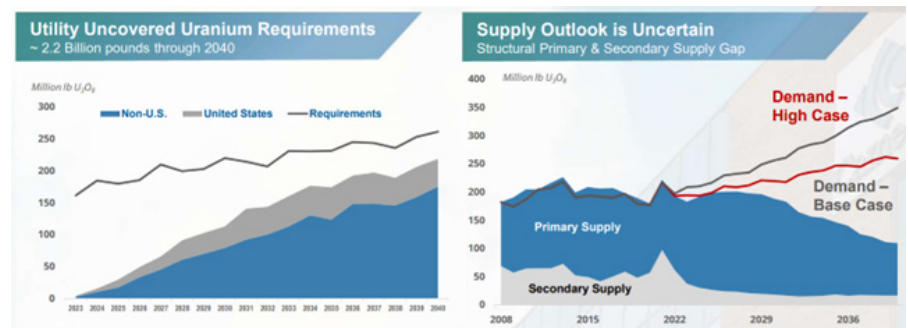 Utility Uncovered Uranium Requirements
~ 2.2 Billion pounds through 2040
Million lb U₃O₈
300
Non-U.S. United States Requirements
250
200
150
100
50
0
2023 2024 2025 2026 2027 2028 2029 2030 2031 2032 2033 2034 2035 2036 2037 2038 2039 2040
Supply Outlook is Uncertain
Structural Primary & Secondary Supply Gap
400
Million lb U₃O₈
350
Demand –
High Case
300
250
200
Demand –
Base Case
150
Primary Supply
100
50
Secondary Supply
0
2008 2015 2022 2029 2036